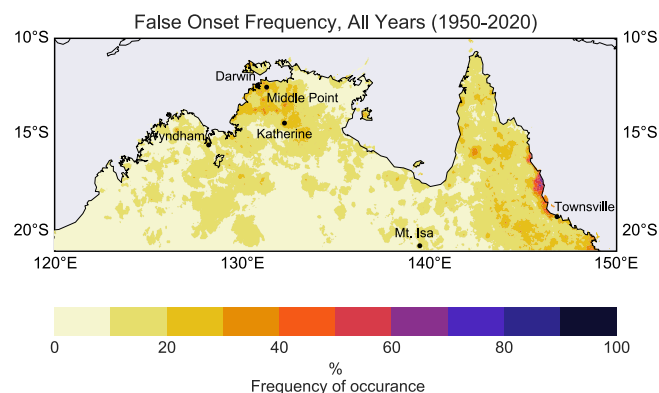 False Onset Frequency, All Years (1950-2020)
10°S 10°S
Darwin
Middle Point
15°S Wyndham Katherine 15°S
Townsville
20°S Mt. Isa 20°S
120°E 130°E 140°E 150°E
0 20 40 60 80 100
%
Frequency of occurance